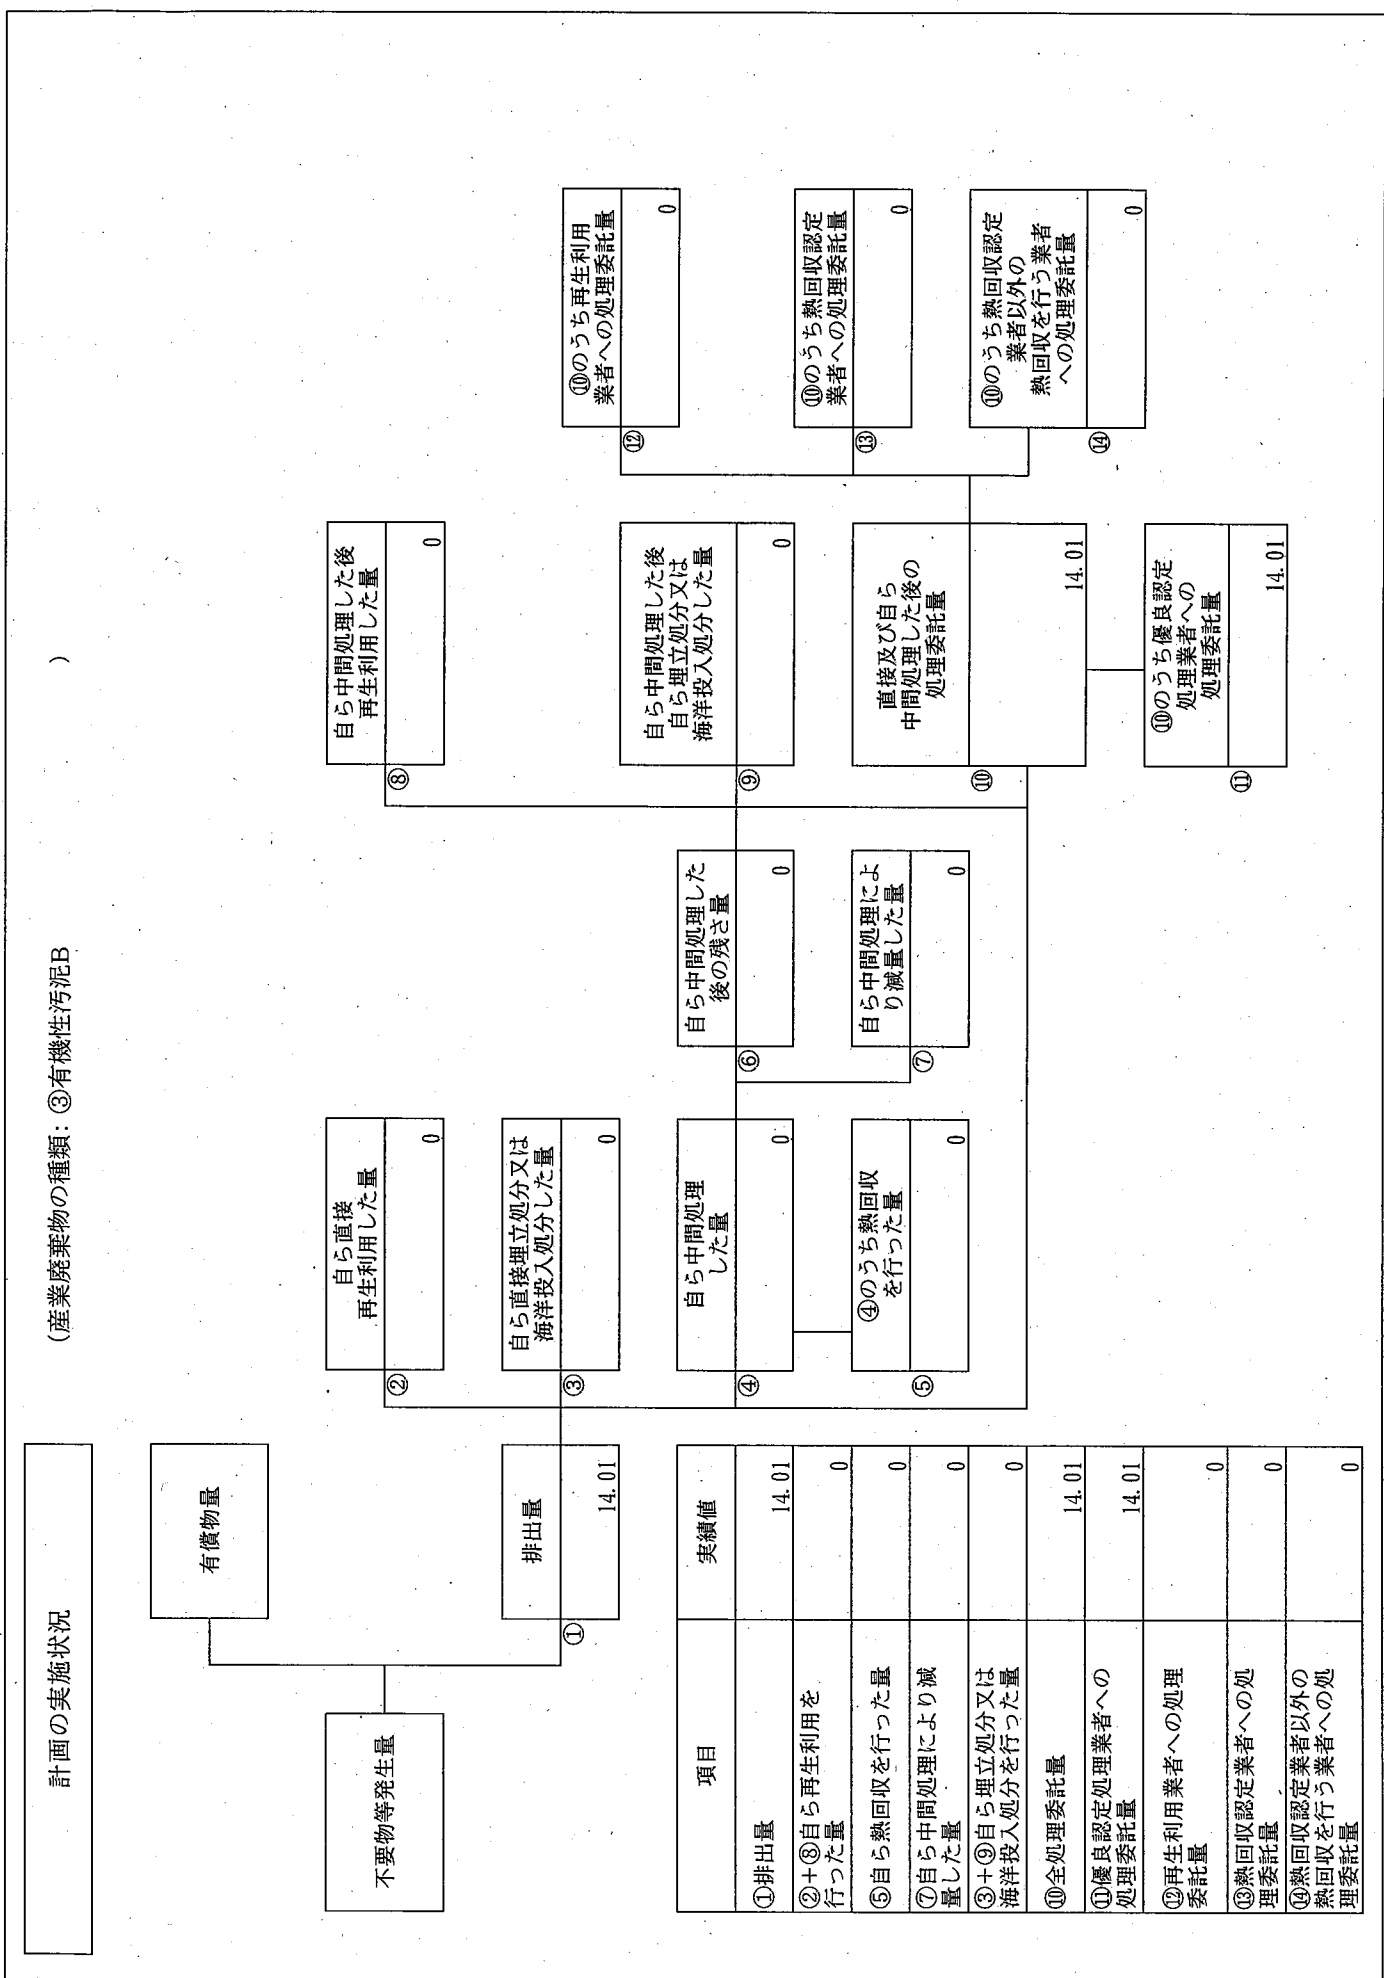 計画の実施状況
(産業廃棄物の種類：③有機性汚泥B )
不要物等発生量
有償物量
①
排出量
14.01
②
自ら直接
再生利用した量
0
③
自ら直接埋立処分又は
海洋投入処分した量
0
④
自ら中間処理
した量
0
⑤
④のうち熱回収
を行った量
0
⑥
自ら中間処理した
後の残さ量
0
⑦
自ら中間処理によ
り減量した量
0
⑧
自ら中間処理した後
再生利用した量
0
⑨
自ら中間処理した後
自ら埋立処分又は
海洋投入処分した量
0
⑩
直接及び自ら
中間処理した後の
処理委託量
14.01
⑪
⑩のうち優良認定
処理業者への
処理委託量
14.01
⑫
⑩のうち再生利用
業者への処理委託量
0
⑬
⑩のうち熱回収認定
業者への処理委託量
0
⑭
⑩のうち熱回収認定
業者以外の
熱回収を行う業者
への処理委託量
0
項目 実績値
①排出量 14.01
②+⑧自ら再生利用を
行った量 0
⑤自ら熱回収を行った量 0
⑦自ら中間処理により減
量した量 0
③+⑨自ら埋立処分又は
海洋投入処分を行った量 0
⑩全処理委託量 14.01
⑪優良認定処理業者への
処理委託量 14.01
⑫再生利用業者への処理
委託量 0
⑬熱回収認定業者への処
理委託量 0
⑭熱回収認定業者以外の
熱回収を行う業者への処
理委託量 0